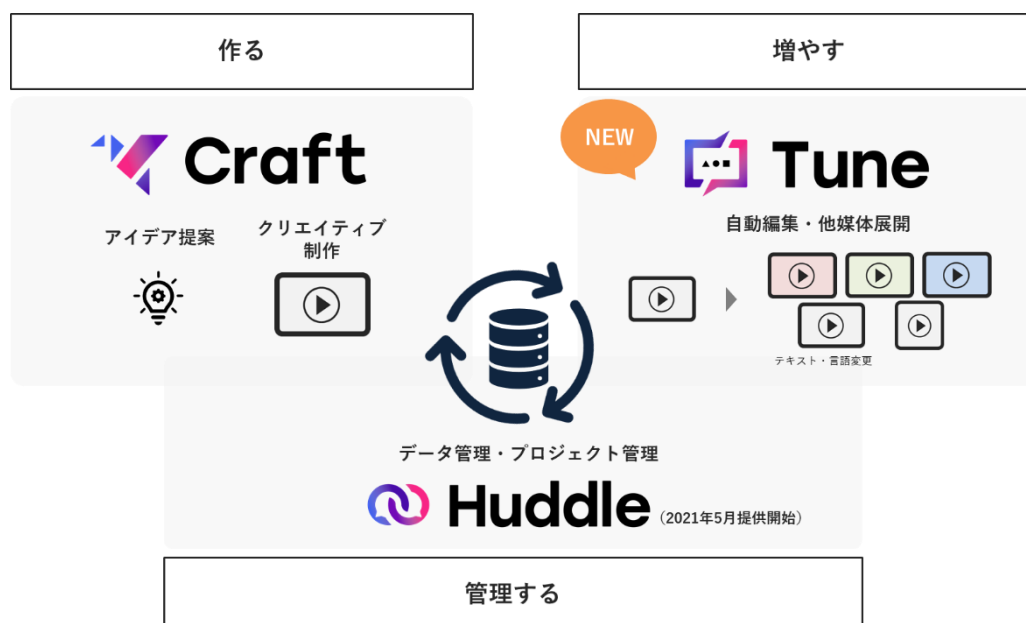 作る
増やす
Craft
NEW
Tune
アイデア提案
クリエイティブ
制作
自動編集・他媒体展開
テキスト・言語変更
データ管理・プロジェクト管理
Huddle (2021年5月提供開始)
管理する